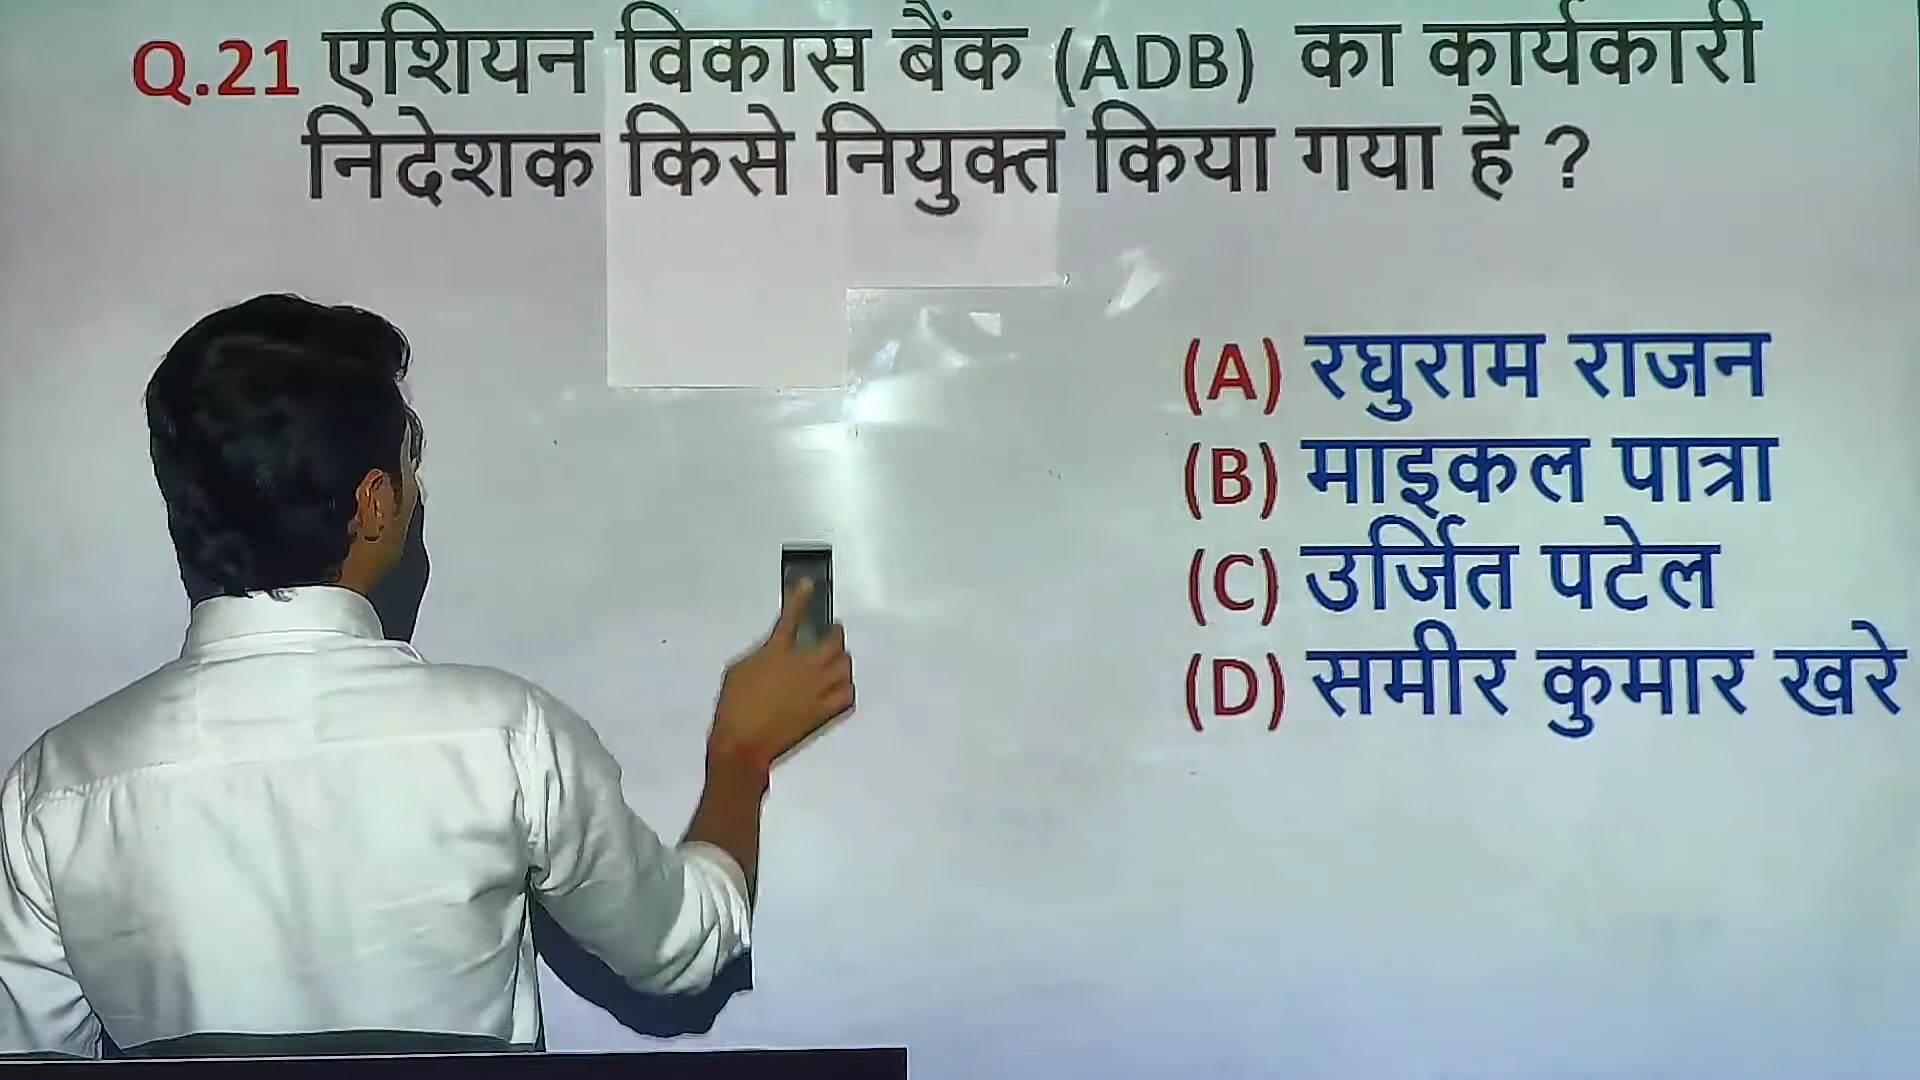 Q.21 एशियन विकास बैंक (ADB) का कार्यकारी
निदेशक किसे नियुक्त किया गया है ?
(A) रघुराम राजन
(B) माइकल पात्रा
(C) उर्जित पटेल
(D) समीर कुमार खरे